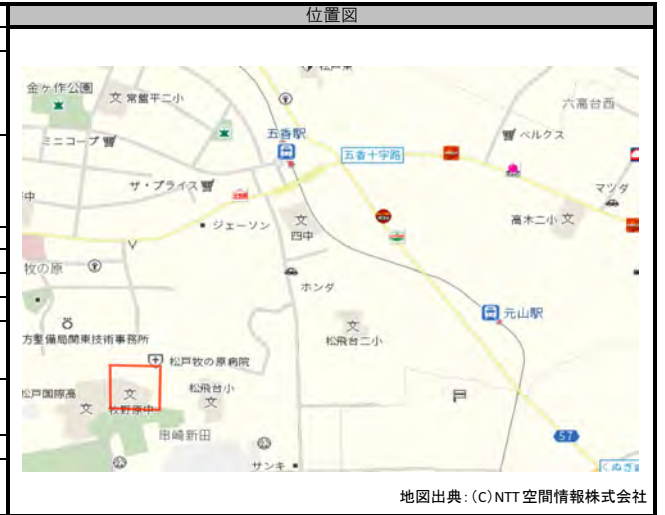 位置図
金ヶ作公園
文 常盤平二小
六高台西
ミニコープ
五香駅
五香十字路
ベルクス
ザ・プライス
マツダ
中
ジェーソン
文
四中
高木二小 文
牧の原
ホンダ
元山駅
方整備局関東技術事務所
文
松飛台二小
松戸牧の原病院
松戸国際高
文
文
牧野原中
松飛台小
文
串崎新田
57
サンキ
くぬぎ
地図出典:(C)NTT空間情報株式会社